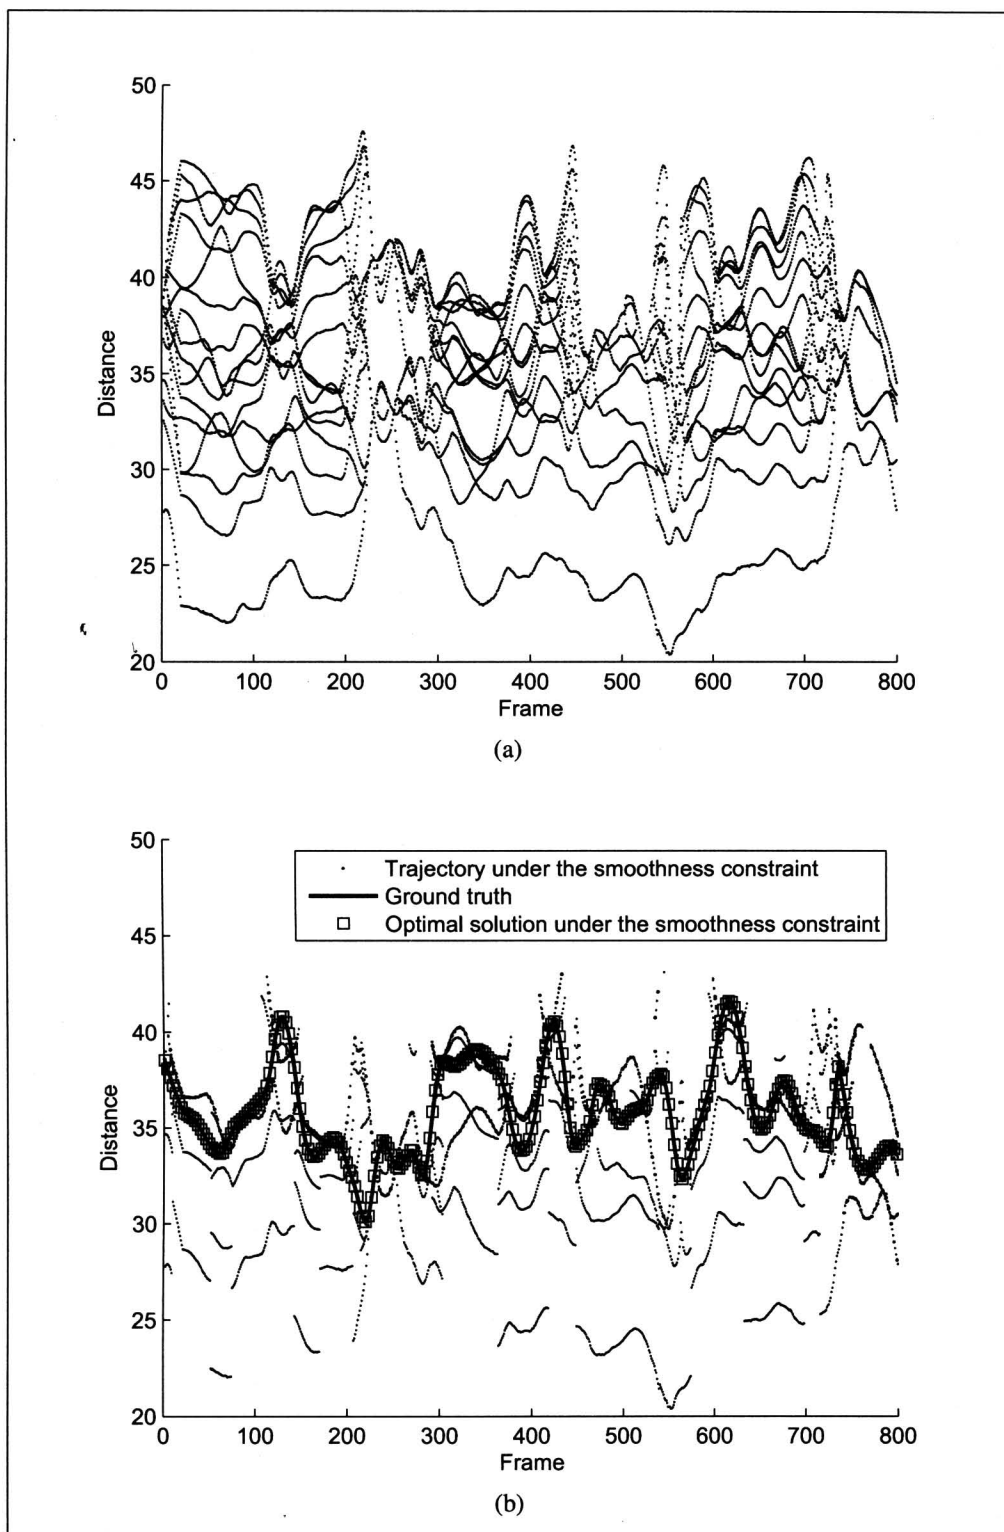 50
45
40
35
30
25
20
Distance
0 100 200 300 400 500 600 700 800
Frame
(a)
50
45
40
35
30
25
20
Distance
Trajectory under the smoothness constraint
Ground truth
Optimal solution under the smoothness constraint
0 100 200 300 400 500 600 700 800
Frame
(b)